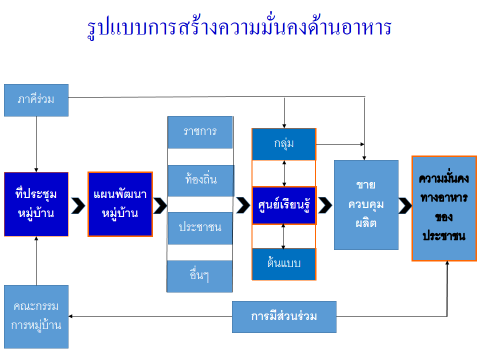 รูปแบบการสร้างความมั่นคงด้านอาหาร
ภาคีร่วม
ที่ประชุม
หมู่บ้าน
แผนพัฒนา
หมู่บ้าน
ราชการ
ท้องถิ่น
ประชาชน
อื่นๆ
กลุ่ม
ศูนย์เรียนรู้
ต้นแบบ
ขาย
ควบคุม
ผลิต
ความมั่นคง
ทางอาหาร
ของ
ประชาชน
คณะกรรม
การหมู่บ้าน
การมีส่วนร่วม